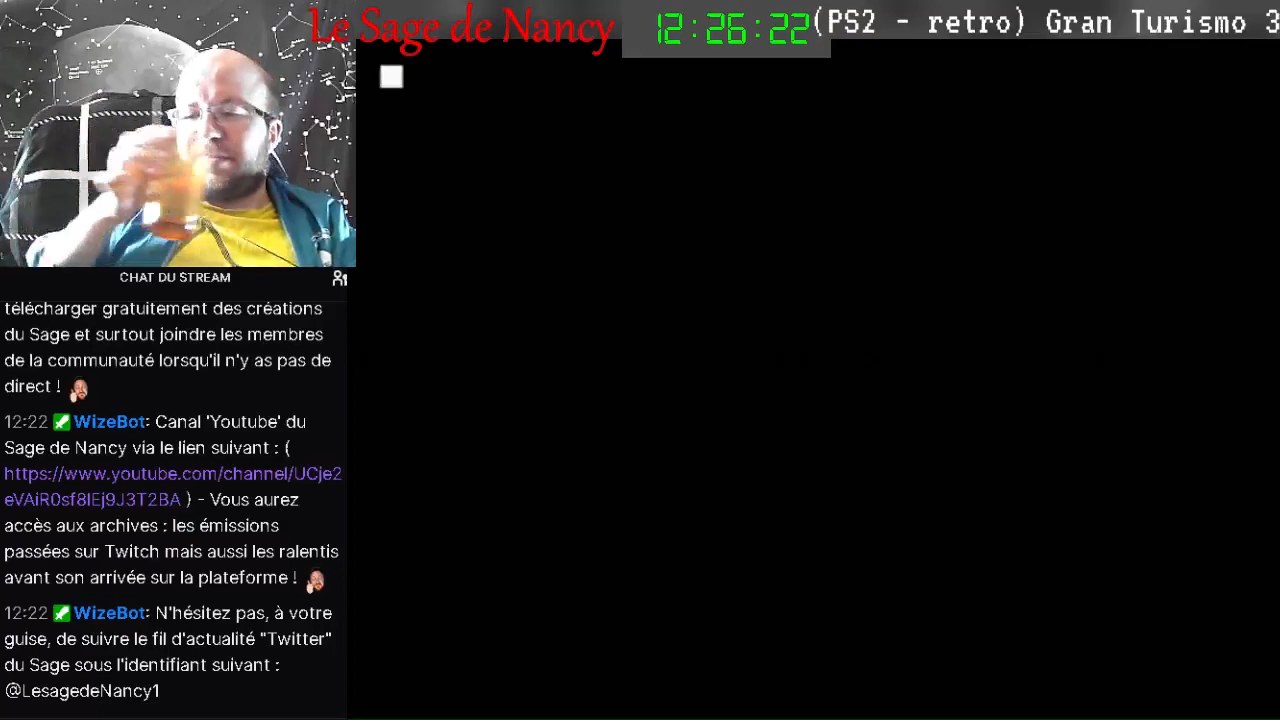 Le Sage de Nancy
12:26:22
(PS2 - retro) Gran Turismo 3
CHAT DU STREAM
télécharger gratuitement des créations
du Sage et surtout joindre les membres
de la communauté lorsqu'il n'y as pas de
direct !
12:22 WizeBot: Canal 'Youtube' du
Sage de Nancy via le lien suivant : (
https://www.youtube.com/channel/UCje2
eVAiR0sf8lEj9J3T2BA ) - Vous aurez
accès aux archives : les émissions
passées sur Twitch mais aussi les ralentis
avant son arrivée sur la plateforme !
12:22 WizeBot: N'hésitez pas, à votre
guise, de suivre le fil d'actualité "Twitter"
du Sage sous l'identifiant suivant :
@LesagedeNancy1